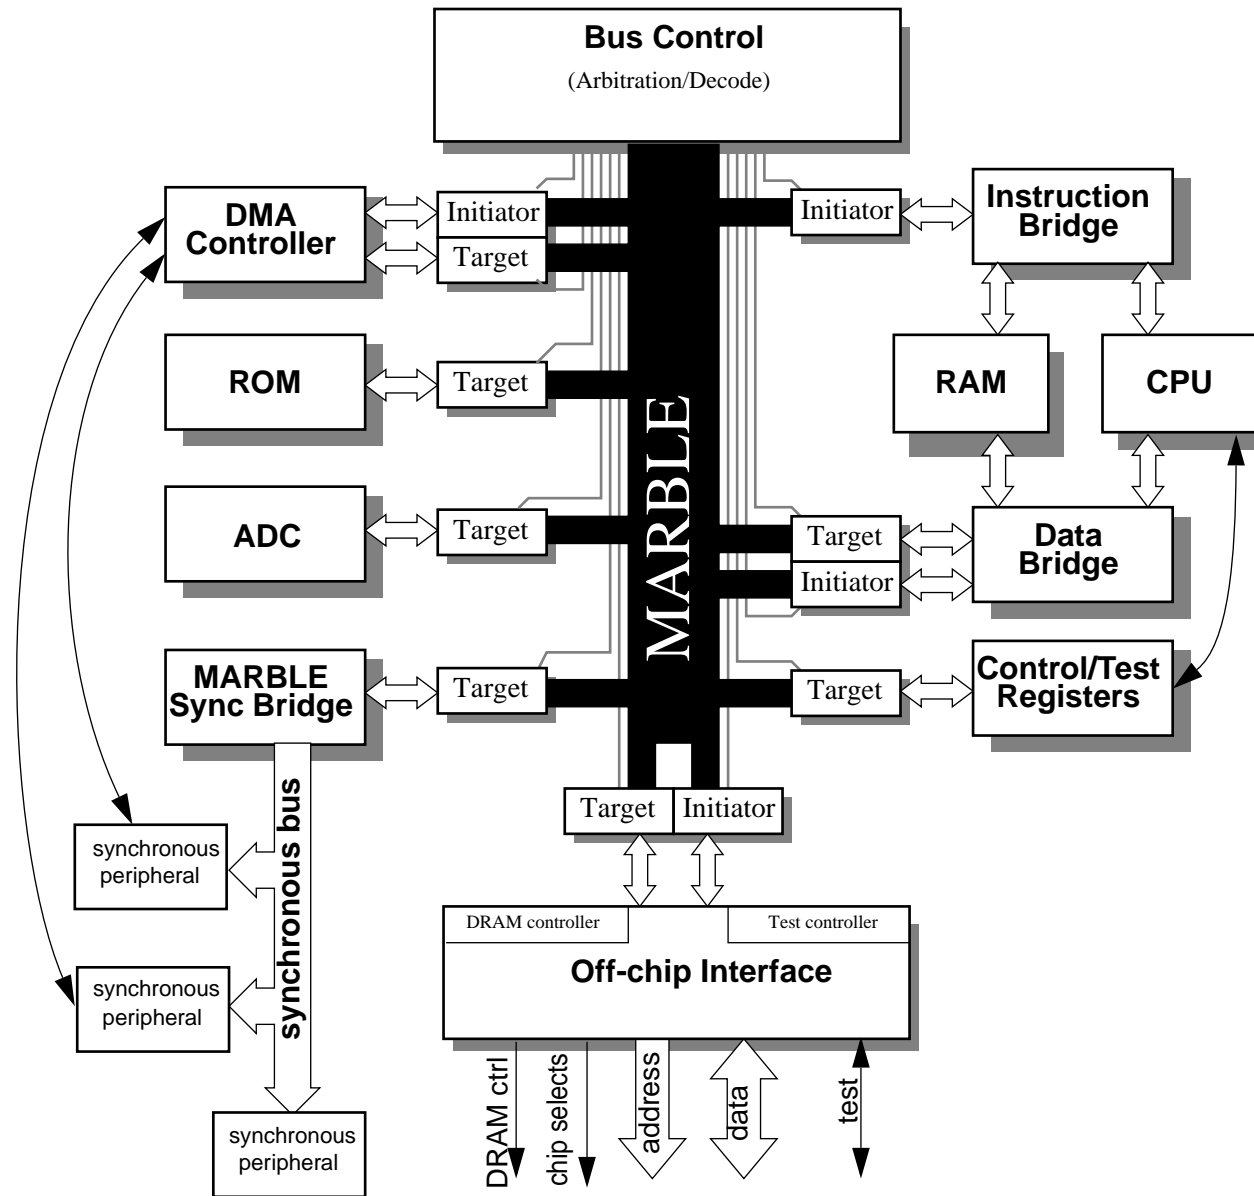 Bus Control
(Arbitration/Decode)
DMA
Controller
Initiator
Target
Initiator
Instruction
Bridge
ROM
Target
RAM
CPU
MARBLE
ADC
Target
Target
Initiator
Data
Bridge
MARBLE
Sync Bridge
Target
Target
Control/Test
Registers
Target
Initiator
synchronous bus
synchronous
peripheral
synchronous
peripheral
synchronous
peripheral
DRAM controller
Test controller
Off-chip Interface
DRAM ctrl
chip selects
address
data
test